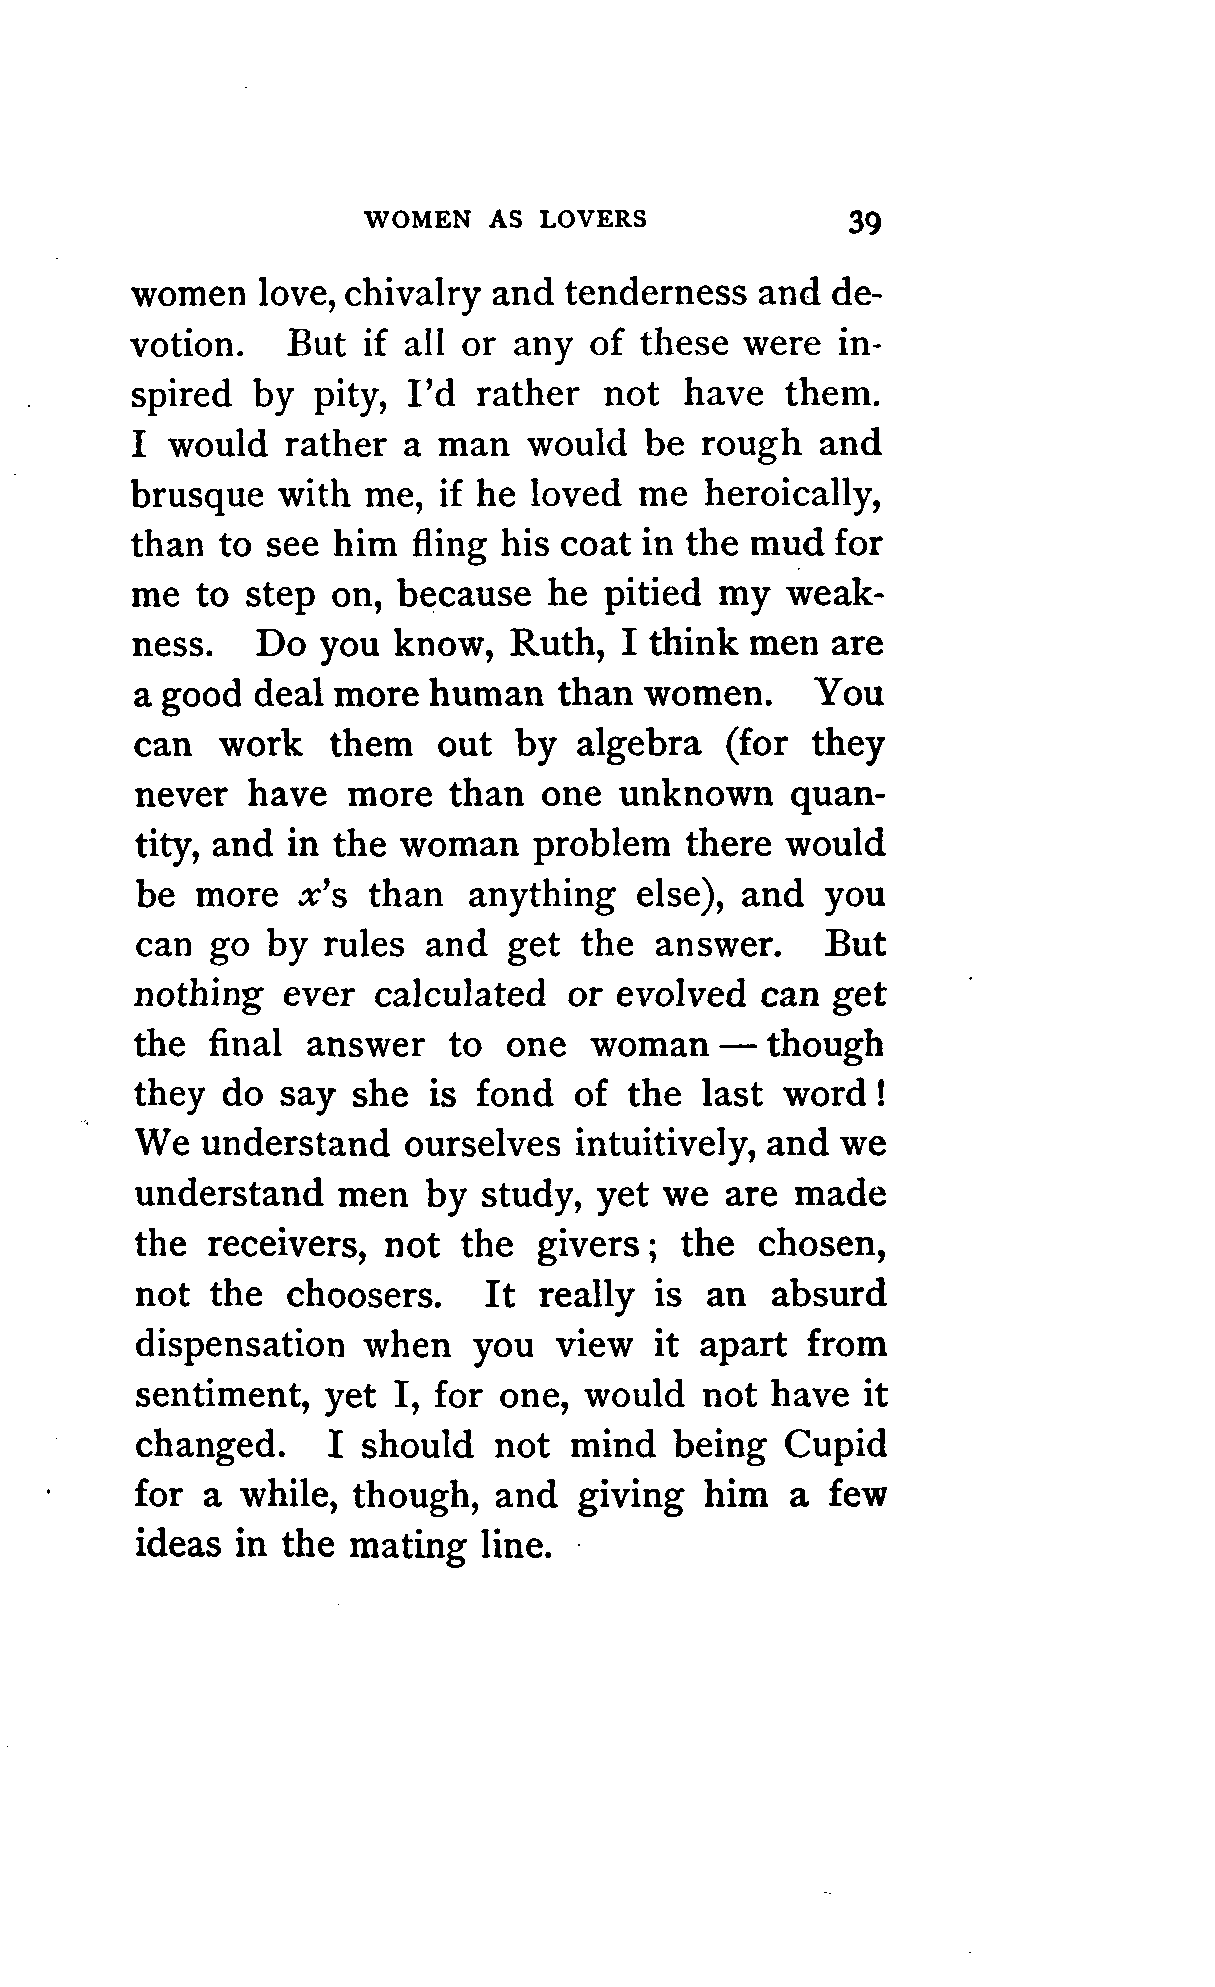 WOMEN AS LOVERS 39
women love, chivalry and tenderness and de-
votion. But if all or any of these were in-
spired by pity, I'd rather not have them.
I would rather a man would be rough and
brusque with me, if he loved me heroically,
than to see him fling his coat in the mud for
me to step on, because he pitied my weak-
ness. Do you know, Ruth, I think men are
a good deal more human than women. You
can work them out by algebra (for they
never have more than one unknown quan-
tity, and in the woman problem there would
be more x's than anything else), and you
can go by rules and get the answer. But
nothing ever calculated or evolved can get
the final answer to one woman — though
they do say she is fond of the last word!
We understand ourselves intuitively, and we
understand men by study, yet we are made
the receivers, not the givers; the chosen,
not the choosers. It really is an absurd
dispensation when you view it apart from
sentiment, yet I, for one, would not have it
changed. I should not mind being Cupid
for a while, though, and giving him a few
ideas in the mating line.